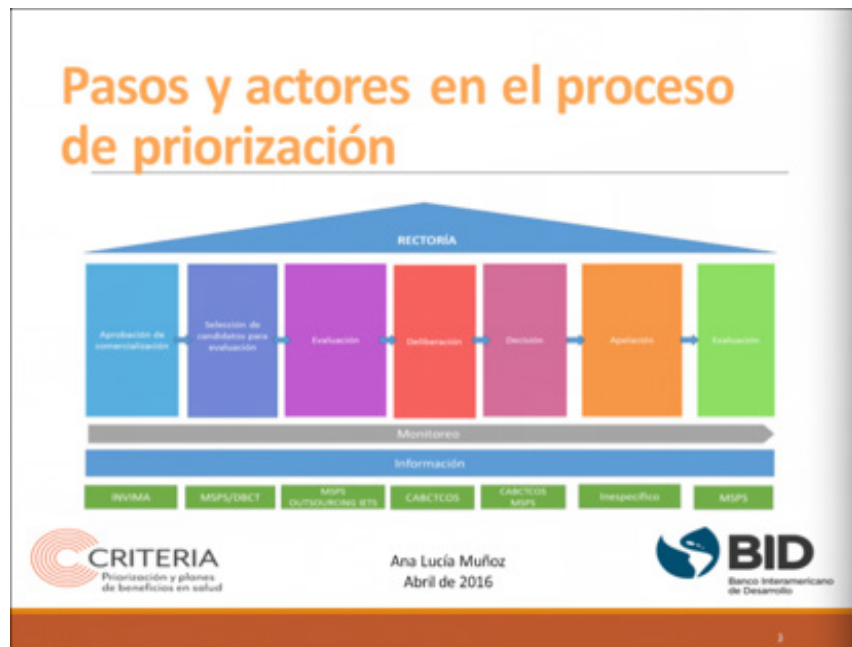 Pasos y actores en el proceso
de priorización
RECTORÍA
Aprobación de
comercialización
Selección de
candidatos para
evaluación
Evaluación
Deliberación
Decisión
Apelación
Evaluación
Monitoreo
Información
INVIMA
MSPS/DBCT
MSPS
OUTSOURCING IETS
CABCTCOS
CABCTCOS
MSPS
Inespecífico
MSPS
CRITERIA
Priorización y planes
de beneficios en salud
Ana Lucía Muñoz
Abril de 2016
BID
Banco Interamericano
de Desarrollo
3